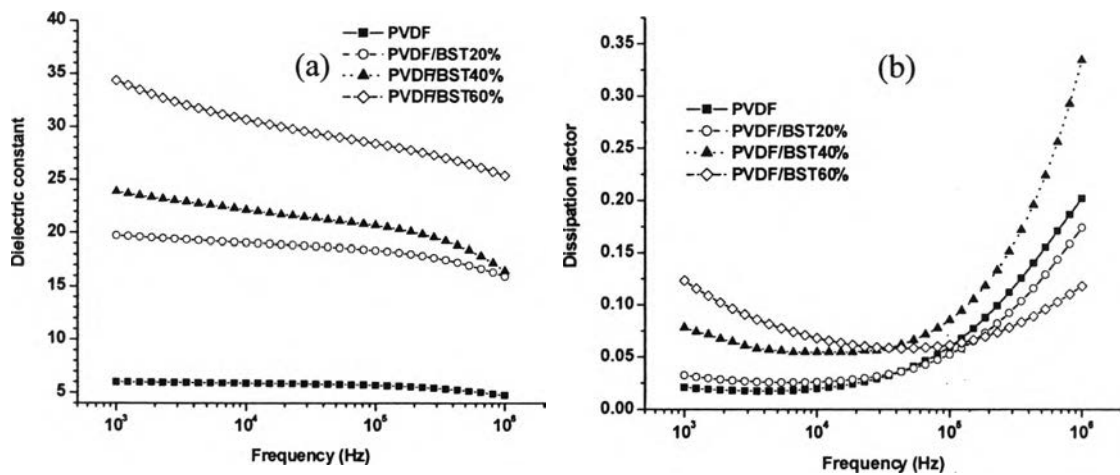 (a)
PVDF
PVDF/BST20%
PVDF/BST40%
PVDF/BST60%
40
35
30
25
20
15
10
5
Dielectric constant
10³
10⁴
10⁵
10⁶
Frequency (Hz)
(b)
PVDF
PVDF/BST20%
PVDF/BST40%
PVDF/BST60%
0.35
0.30
0.25
0.20
0.15
0.10
0.05
0.00
Dissipation factor
10³
10⁴
10⁵
10⁶
Frequency (Hz)